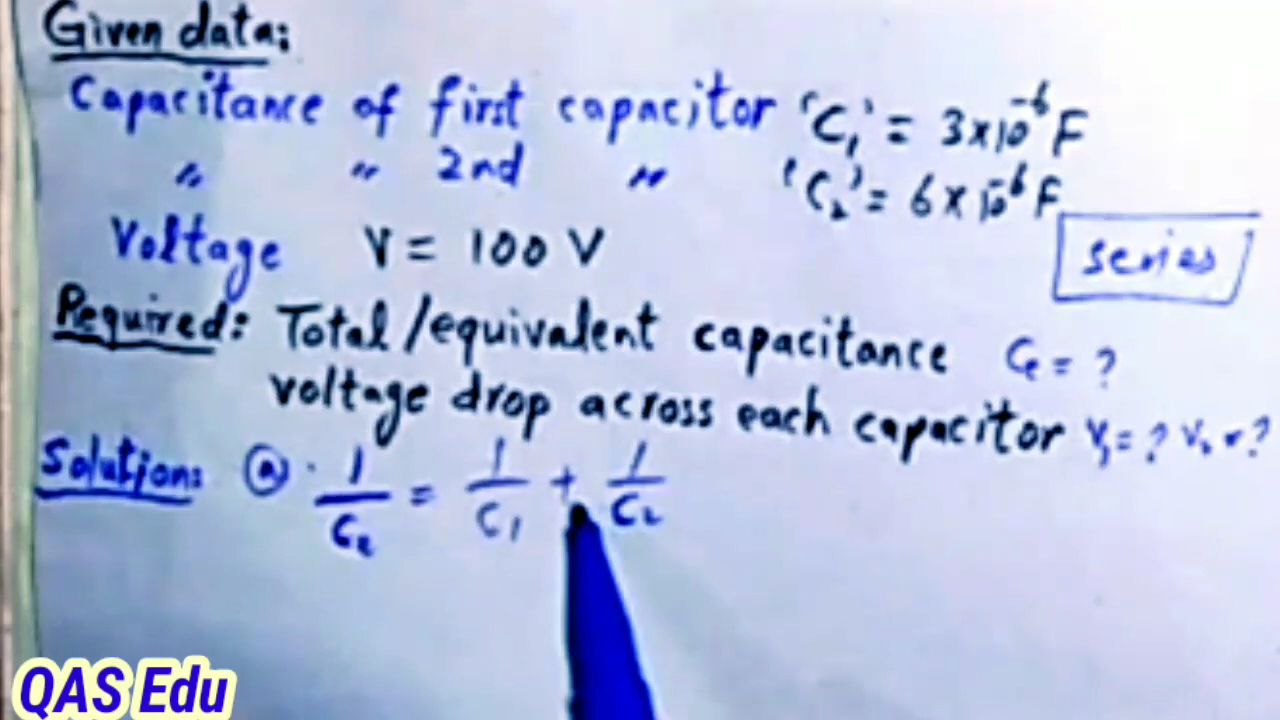 Given data:
Capacitance of first capacitor 'C₁' = 3×10⁻⁶ F
〃 〃 2nd 〃 'C₂' = 6×10⁻⁶ F
Voltage V = 100 V
series
Required: Total/equivalent capacitance Cₑ = ?
voltage drop across each capacitor V₁ = ? V₂ = ?
Solution: ⓐ. 1/Cₑ = 1/C₁ + 1/C₂
QAS Edu